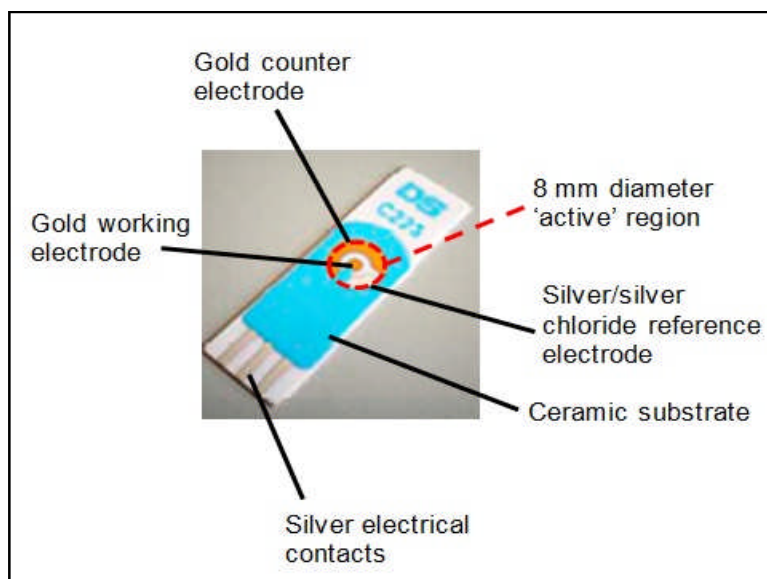 Gold counter
electrode
8 mm diameter
‘active’ region
Gold working
electrode
DS
C223
Silver/silver
chloride reference
electrode
Ceramic substrate
Silver electrical
contacts